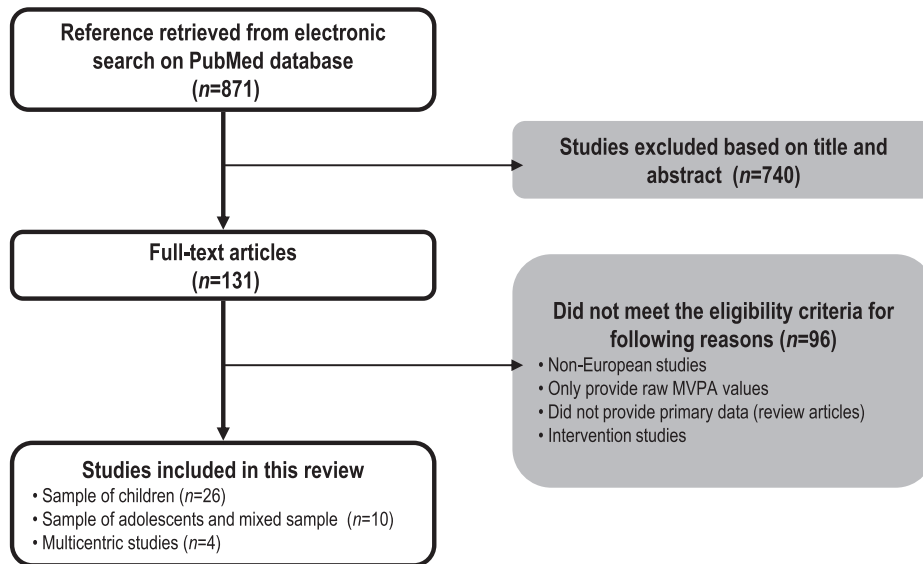 Reference retrieved from electronic
search on PubMed database
(n=871)
Studies excluded based on title and
abstract (n=740)
Full-text articles
(n=131)
Did not meet the eligibility criteria for
following reasons (n=96)
• Non-European studies
• Only provide raw MVPA values
• Did not provide primary data (review articles)
• Intervention studies
Studies included in this review
• Sample of children (n=26)
• Sample of adolescents and mixed sample (n=10)
• Multicentric studies (n=4)